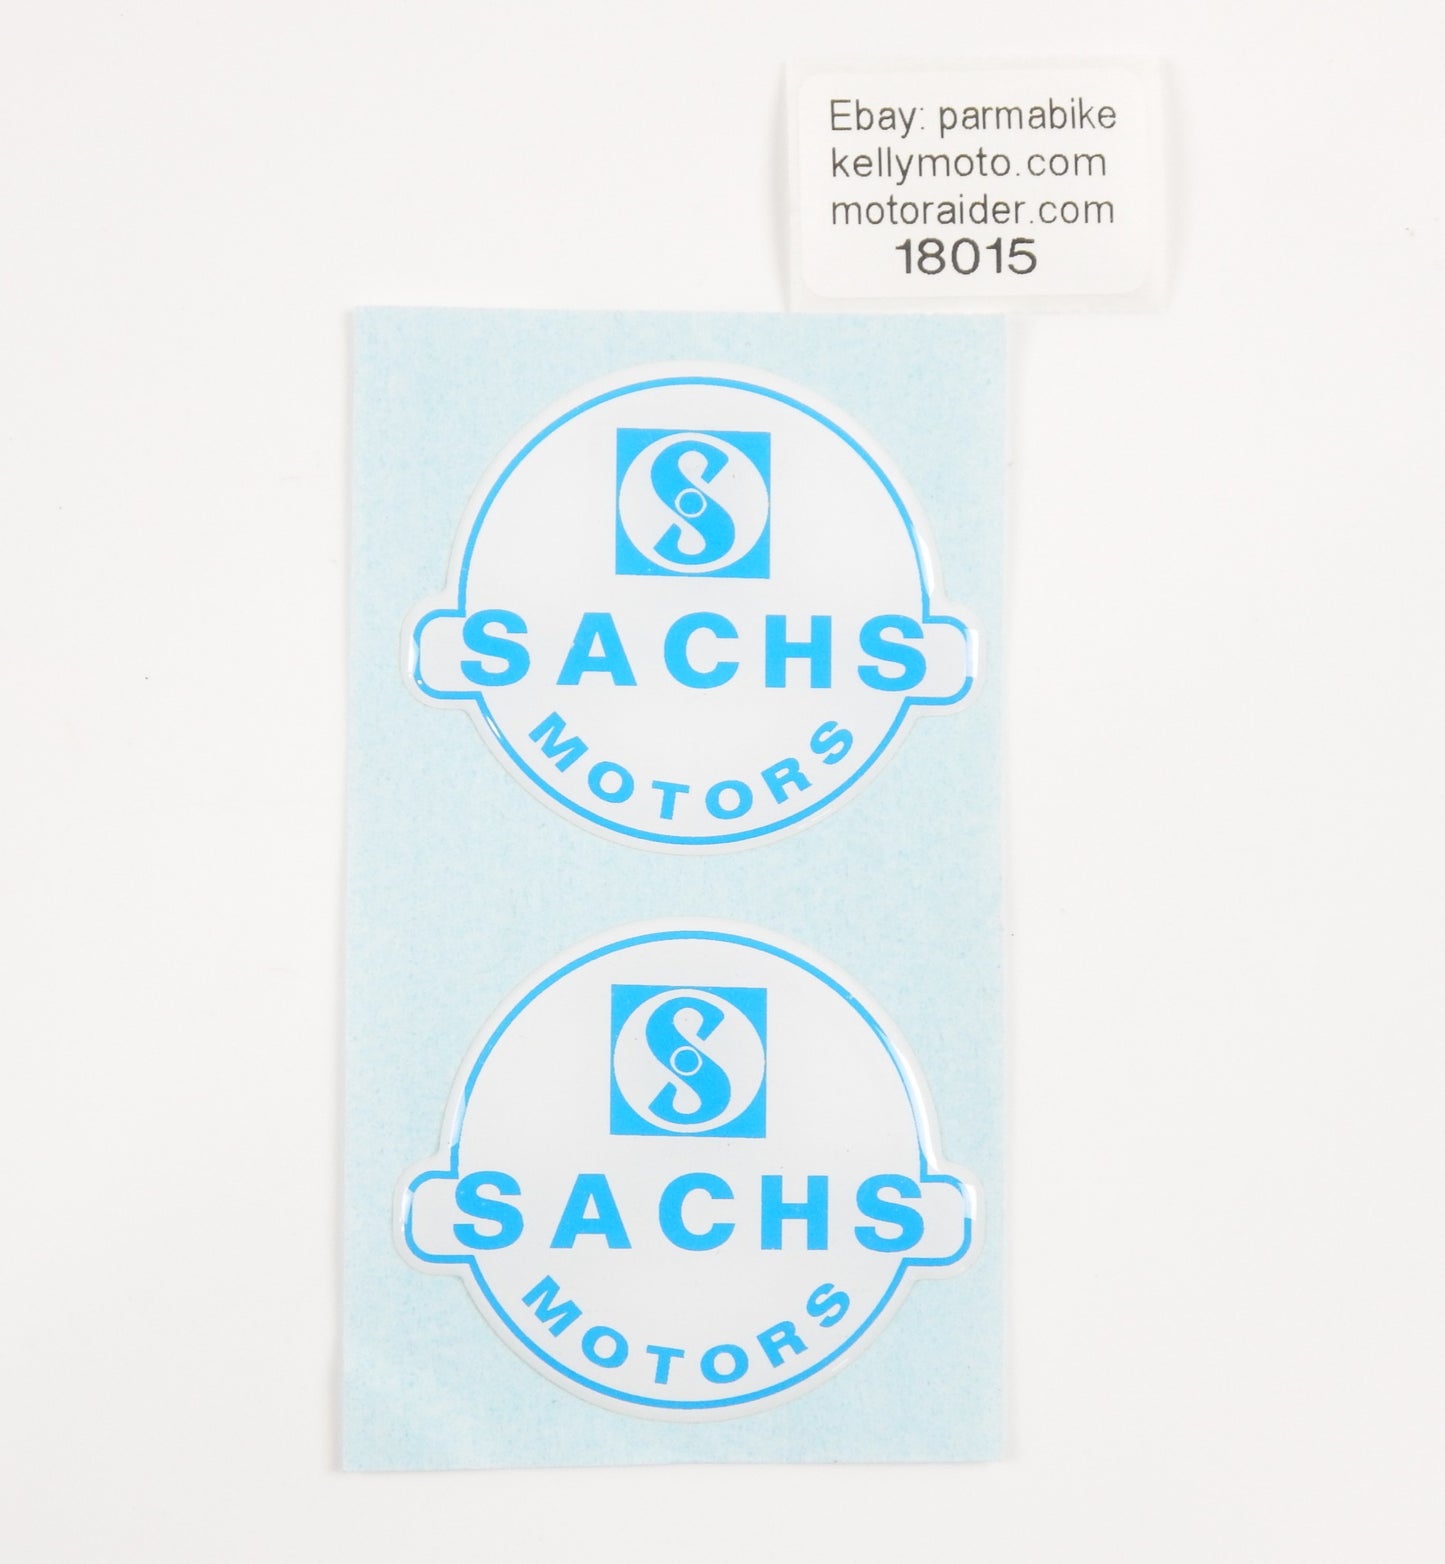 Ebay: parmabike
kellymoto.com
motoraider.com
18015
S
SACHS
MOTORS
S
SACHS
MOTORS